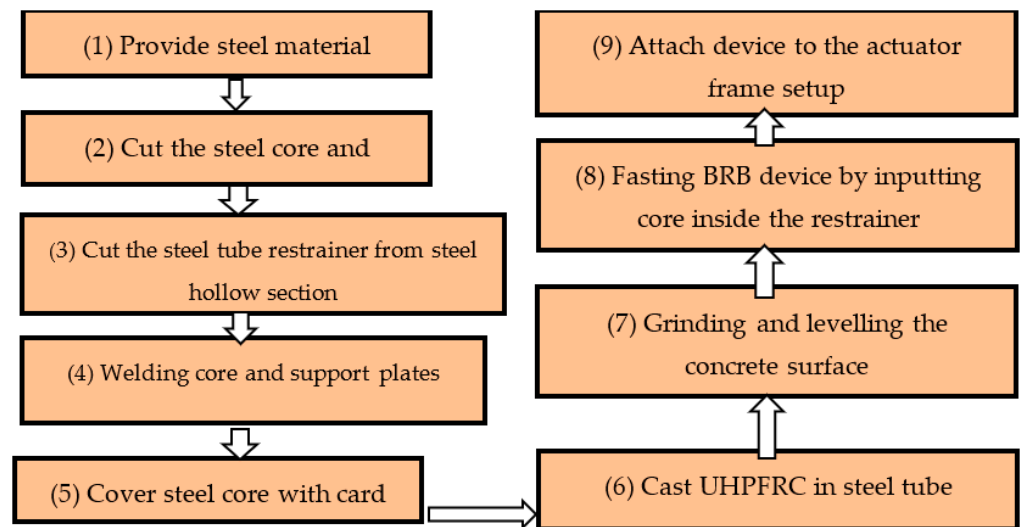 (1) Provide steel material
(2) Cut the steel core and
(3) Cut the steel tube restrainer from steel
hollow section
(4) Welding core and support plates
(5) Cover steel core with card
(6) Cast UHPFRC in steel tube
(7) Grinding and levelling the
concrete surface
(8) Fasting BRB device by inputting
core inside the restrainer
(9) Attach device to the actuator
frame setup